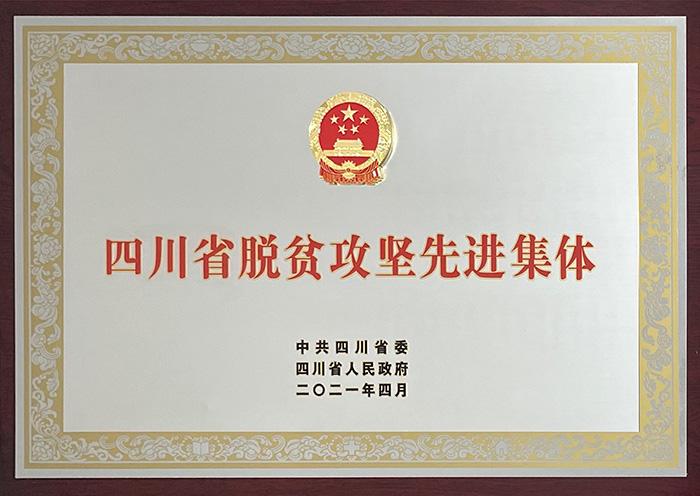 四川省脱贫攻坚先进集体
中共四川省委
四川省人民政府
二〇二一年四月